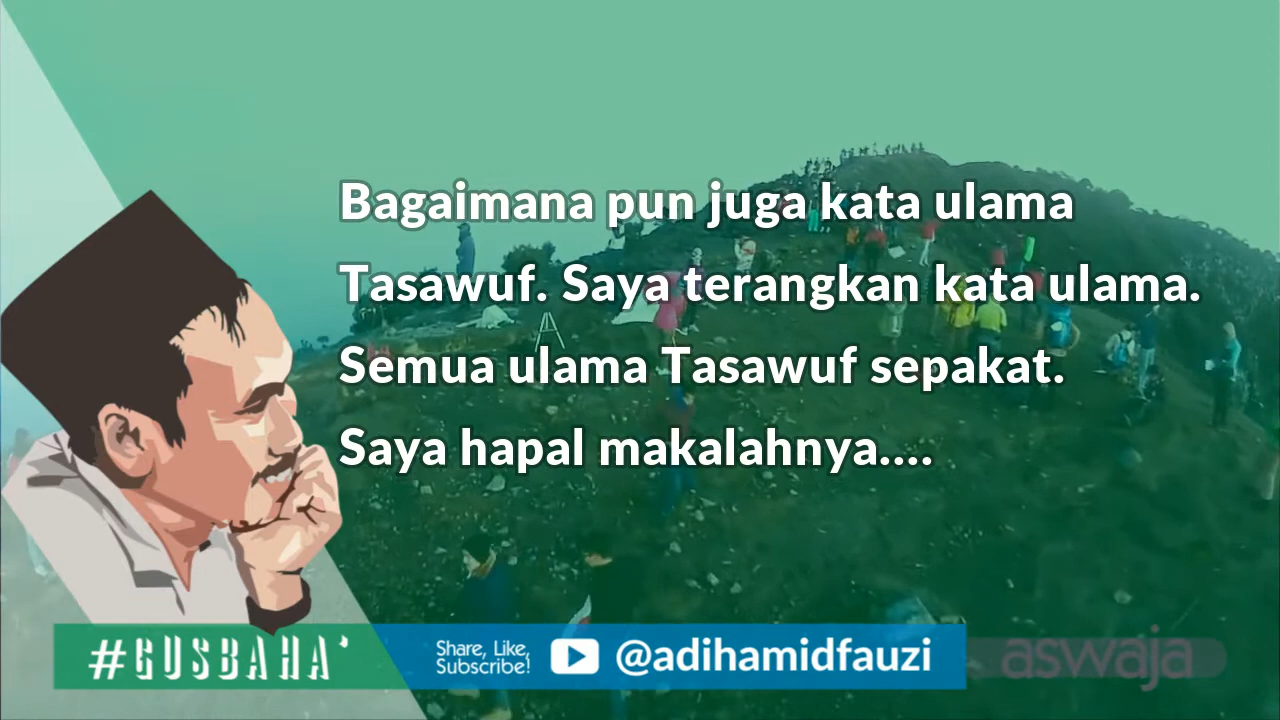 Bagaimana pun juga kata ulama
Tasawuf. Saya terangkan kata ulama.
Semua ulama Tasawuf sepakat.
Saya hapal makalahnya....
#GUSBAHA'
Share, Like,
Subscribe!
@adihamidfauzi
aswaja